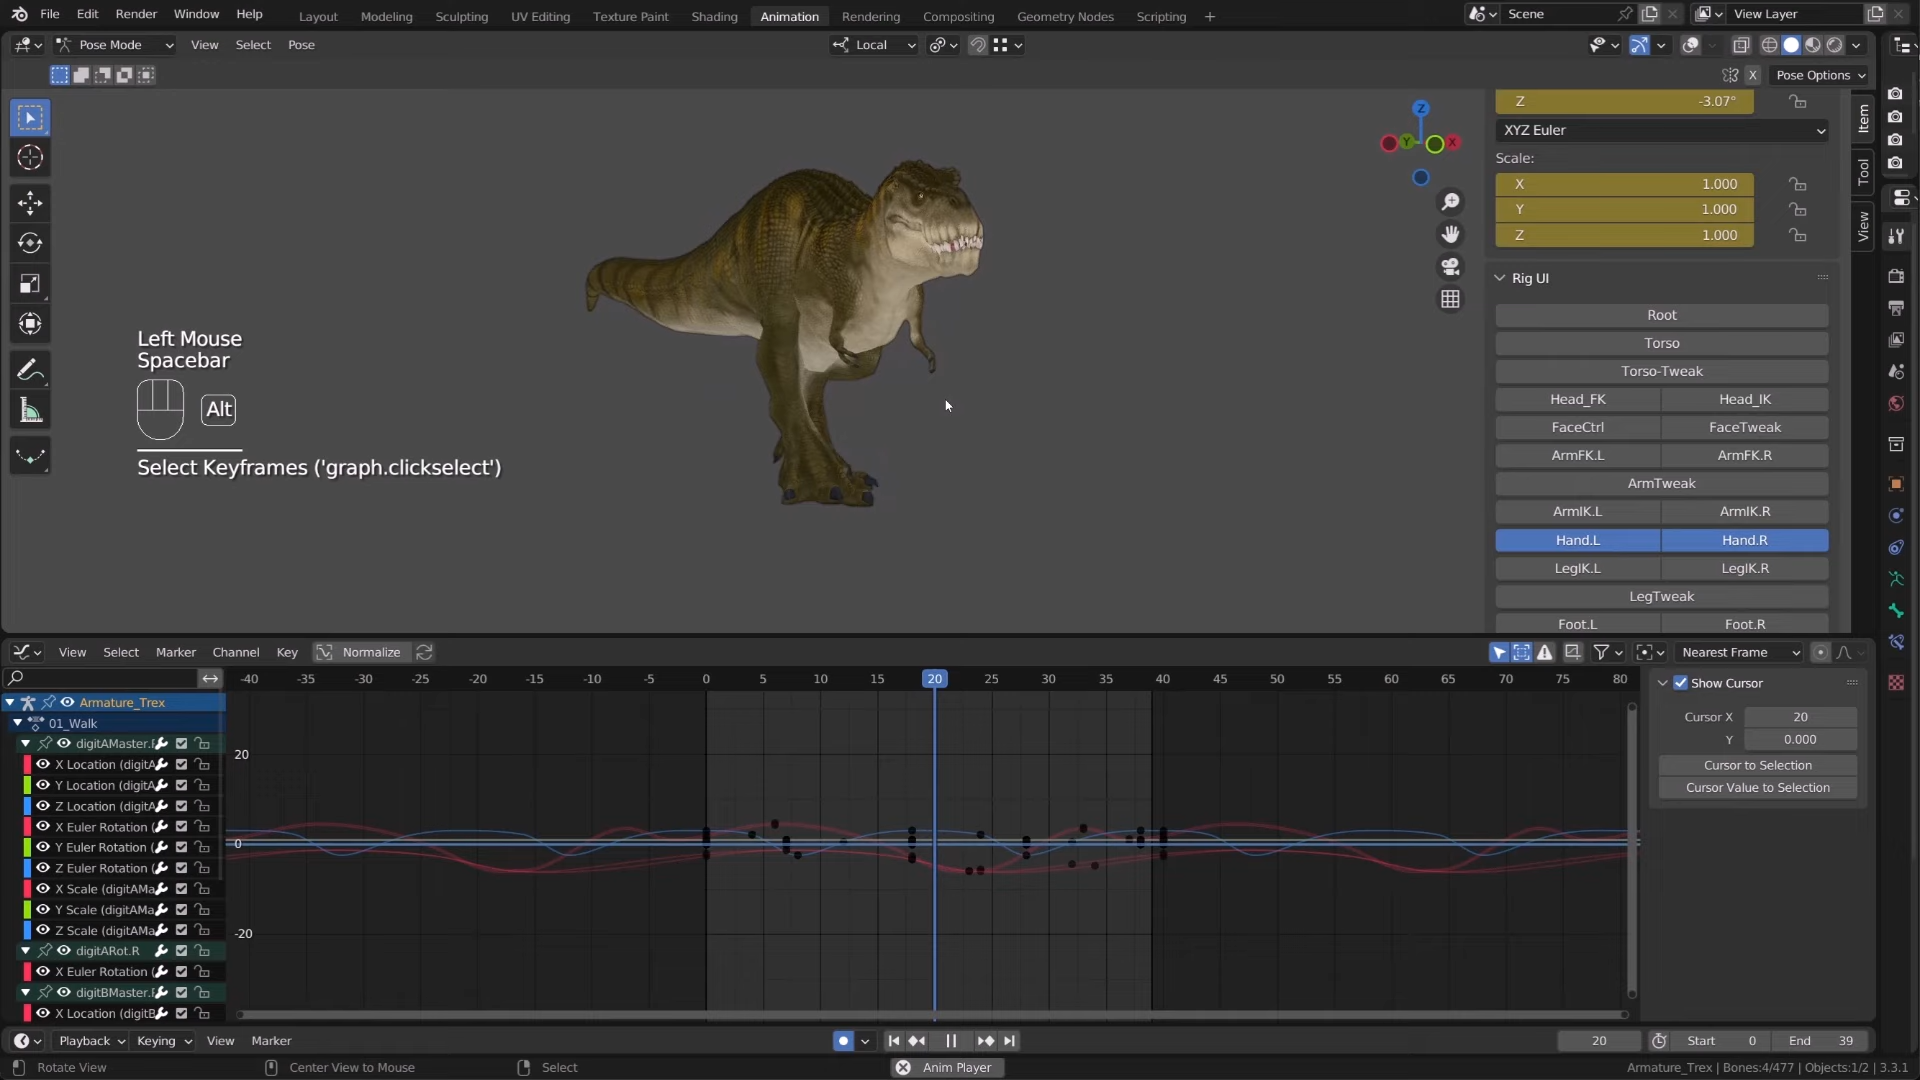 File Edit Render Window Help Layout Modeling Sculpting UV Editing Texture Paint Shading Animation Rendering Compositing Geometry Nodes Scripting + Scene View Layer
Pose Mode View Select Pose Local
X Pose Options
Z -3.07°
XYZ Euler
Scale:
X 1.000
Y 1.000
Z 1.000
Rig UI
Root
Torso
Torso-Tweak
Head_FK Head_IK
FaceCtrl FaceTweak
ArmFK.L ArmFK.R
ArmTweak
ArmIK.L ArmIK.R
Hand.L Hand.R
LegIK.L LegIK.R
LegTweak
Foot.L Foot.R
Item
Tool
View
Z
Y X
Left Mouse
Spacebar
Alt
Select Keyframes ('graph.clickselect')
View Select Marker Channel Key Normalize Nearest Frame
-40 -35 -30 -25 -20 -15 -10 -5 0 5 10 15 20 25 30 35 40 45 50 55 60 65 70 75 80
20
0
-20
Armature_Trex
01_Walk
digitAMaster.
X Location (digitA
Y Location (digitA
Z Location (digitA
X Euler Rotation (
Y Euler Rotation (
Z Euler Rotation (
X Scale (digitAMa
Y Scale (digitAMa
Z Scale (digitAMa
digitARot.R
X Euler Rotation (
digitBMaster.
X Location (digitB
Show Cursor
Cursor X 20
Y 0.000
Cursor to Selection
Cursor Value to Selection
Playback Keying View Marker 20 Start 0 End 39
Rotate View Center View to Mouse Select Anim Player Armature_Trex | Bones:4/477 | Objects:1/2 | 3.3.1